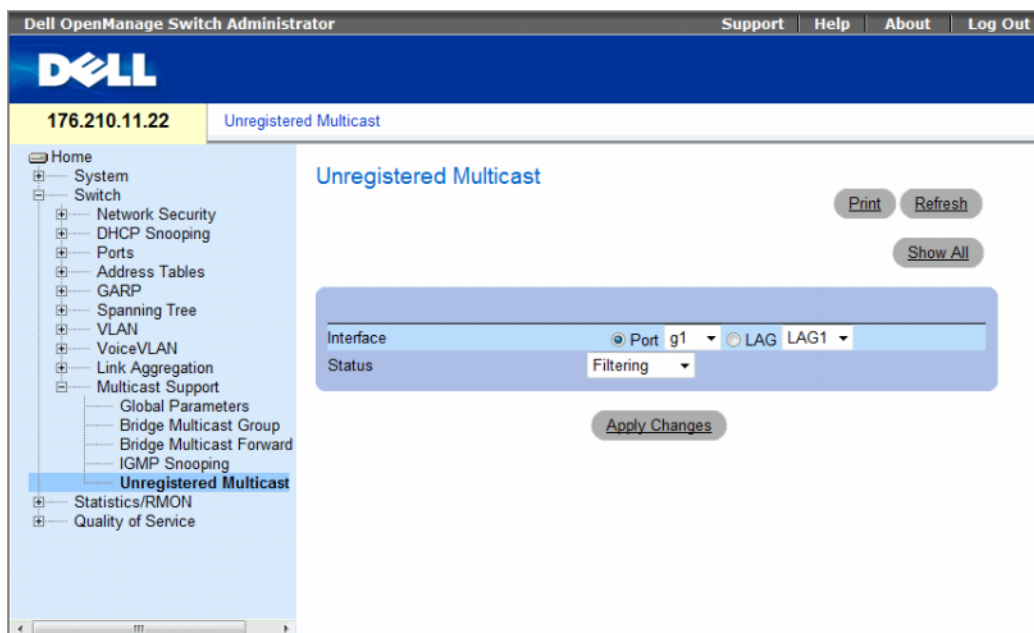 Dell OpenManage Switch Administrator Support Help About Log Out
DELL
176.210.11.22 Unregistered Multicast
Home
System
Switch
Network Security
DHCP Snooping
Ports
Address Tables
GARP
Spanning Tree
VLAN
VoiceVLAN
Link Aggregation
Multicast Support
Global Parameters
Bridge Multicast Group
Bridge Multicast Forward
IGMP Snooping
Unregistered Multicast
Statistics/RMON
Quality of Service
Unregistered Multicast
Print Refresh
Show All
Interface Port g1 LAG LAG1
Status Filtering
Apply Changes